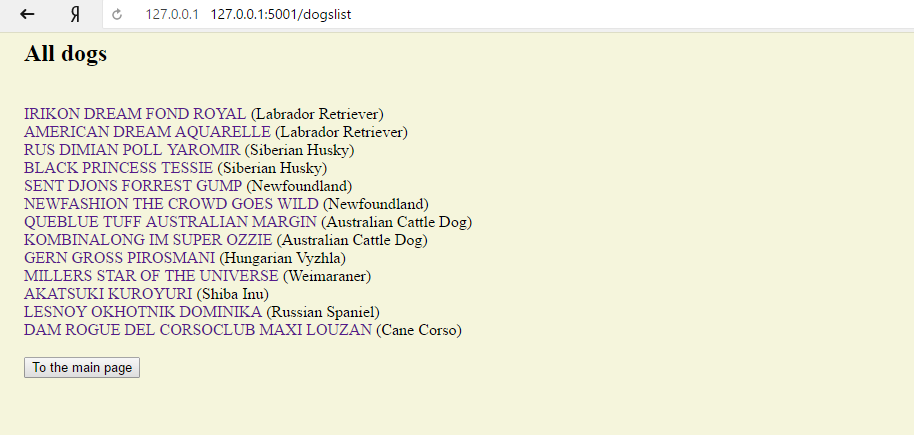 Я 127.0.0.1 127.0.0.1:5001/dogslist
All dogs
IRIKON DREAM FOND ROYAL (Labrador Retriever)
AMERICAN DREAM AQUARELLE (Labrador Retriever)
RUS DIMIAN POLL YAROMIR (Siberian Husky)
BLACK PRINCESS TESSIE (Siberian Husky)
SENT DJONS FORREST GUMP (Newfoundland)
NEWFASHION THE CROWD GOES WILD (Newfoundland)
QUEBLUE TUFF AUSTRALIAN MARGIN (Australian Cattle Dog)
KOMBINALONG IM SUPER OZZIE (Australian Cattle Dog)
GERN GROSS PIROSMANI (Hungarian Vyzhla)
MILLERS STAR OF THE UNIVERSE (Weimaraner)
AKATSUKI KUROYURI (Shiba Inu)
LESNOY OKHOTNIK DOMINIKA (Russian Spaniel)
DAM ROGUE DEL CORSOCLUB MAXI LOUZAN (Cane Corso)
To the main page